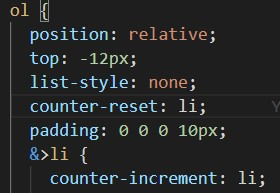 ol {
position: relative;
top: -12px;
list-style: none;
counter-reset: li;
padding: 0 0 0 10px;
&>li {
counter-increment: li;